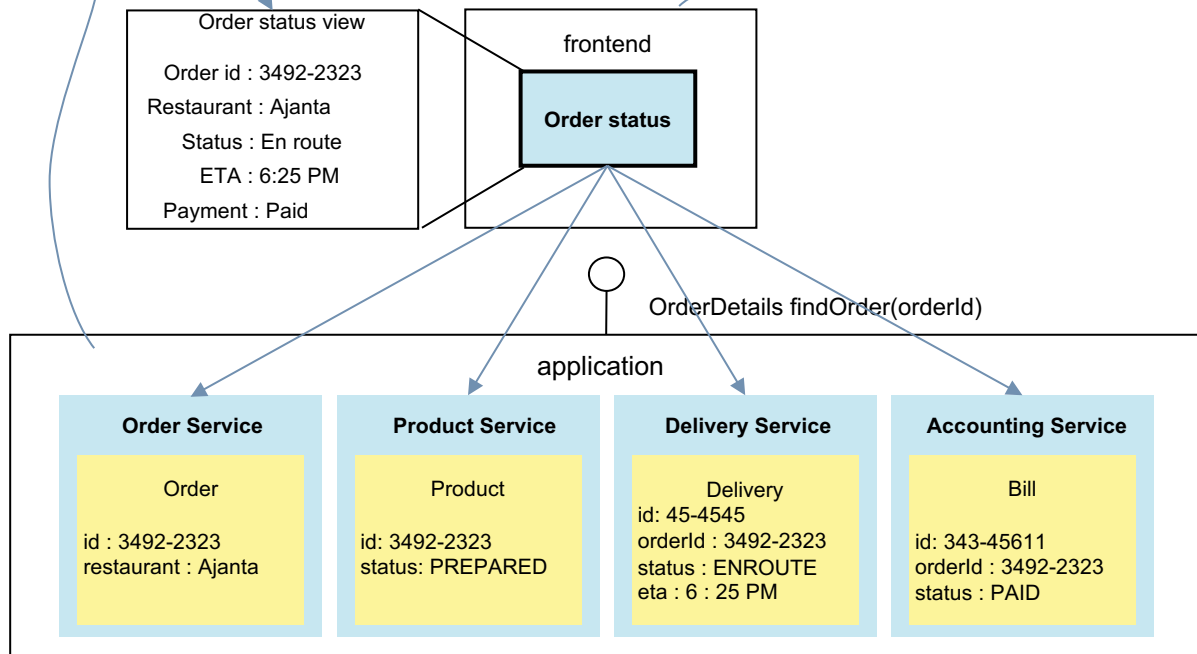 Order status view
Order id : 3492-2323
Restaurant : Ajanta
Status : En route
ETA : 6:25 PM
Payment : Paid
frontend
Order status
OrderDetails findOrder(orderId)
application
Order Service
Order
id : 3492-2323
restaurant : Ajanta
Product Service
Product
id: 3492-2323
status: PREPARED
Delivery Service
Delivery
id: 45-4545
orderId : 3492-2323
status : ENROUTE
eta : 6 : 25 PM
Accounting Service
Bill
id: 343-45611
orderId : 3492-2323
status : PAID